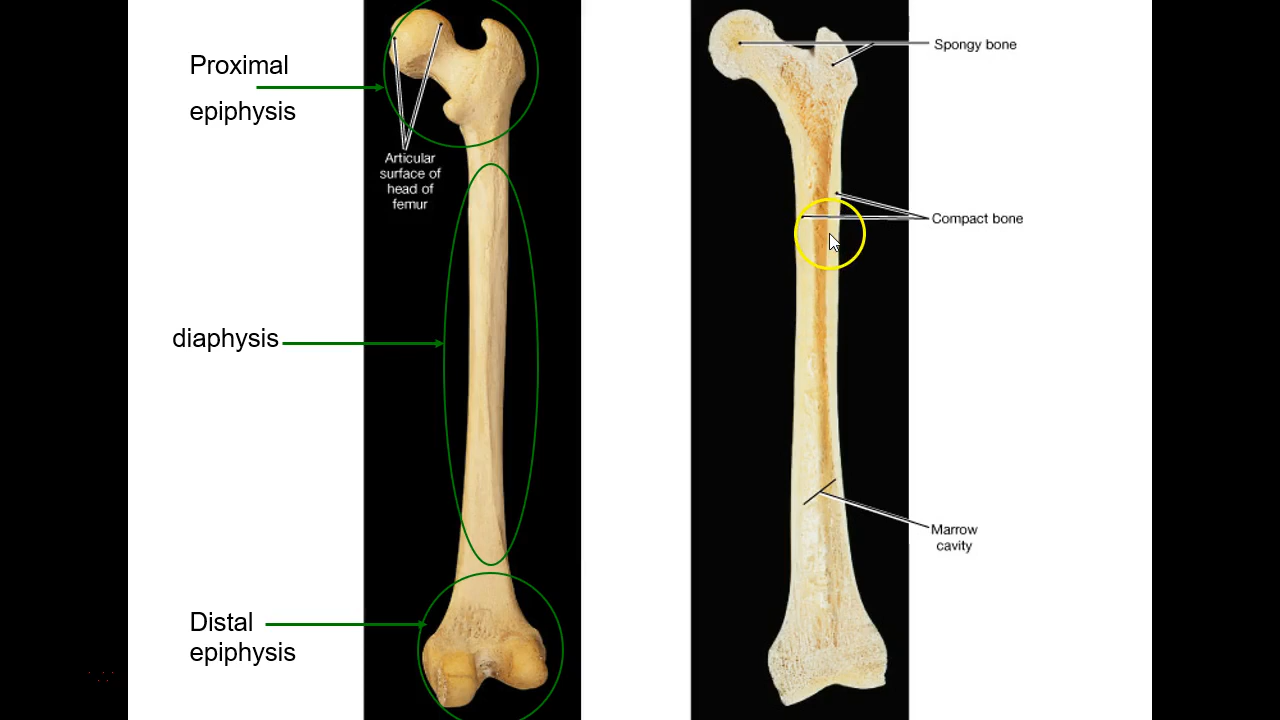 Proximal
epiphysis
Articular
surface of
head of
femur
diaphysis
Distal
epiphysis
Spongy bone
Compact bone
Marrow
cavity